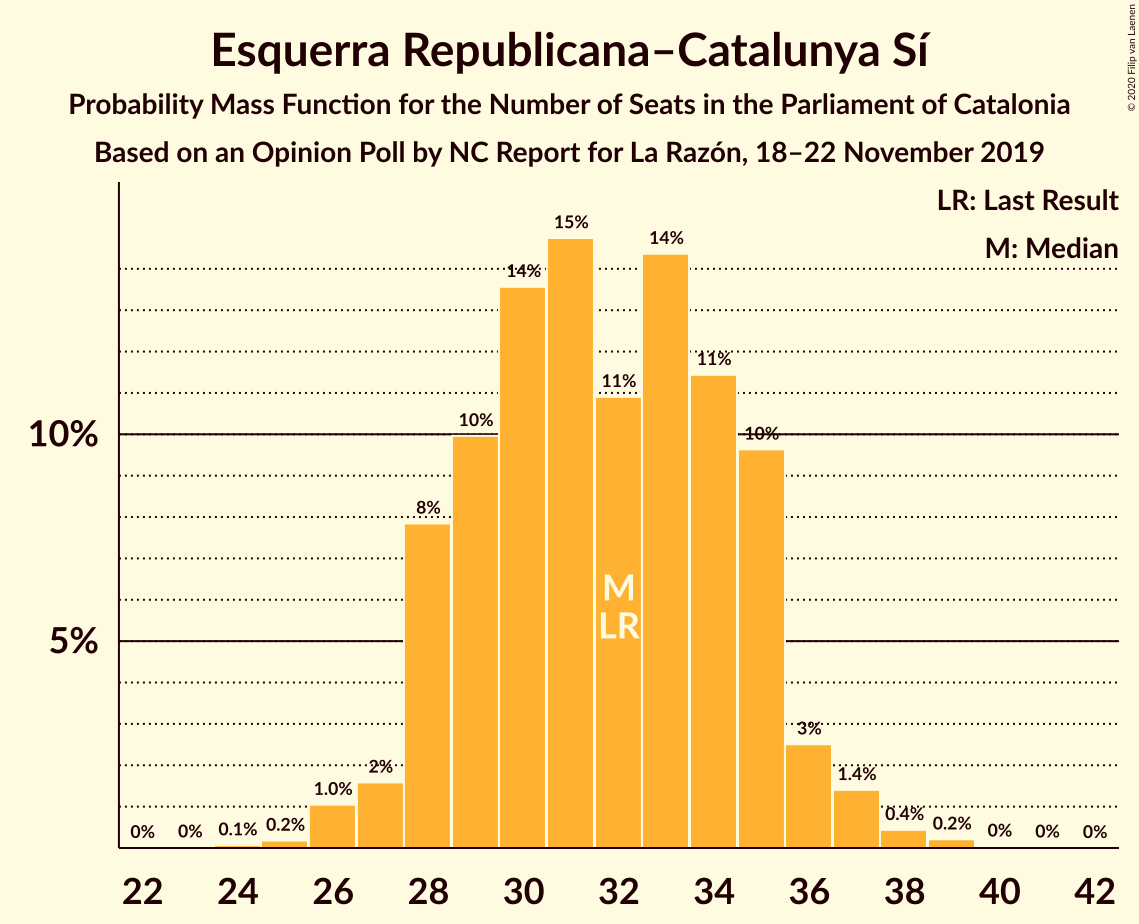 Esquerra Republicana–Catalunya Sí
Probability Mass Function for the Number of Seats in the Parliament of Catalonia
Based on an Opinion Poll by NC Report for La Razón, 18–22 November 2019
© 2020 Filip van Laenen
LR: Last Result
M: Median
15%
14%
14%
11%
11%
10%
10%
10%
8%
M
LR
5%
3%
2%
1.4%
1.0%
0.4%
0.2%
0.2%
0.1%
0%
0%
0%
0%
0%
22 24 26 28 30 32 34 36 38 40 42